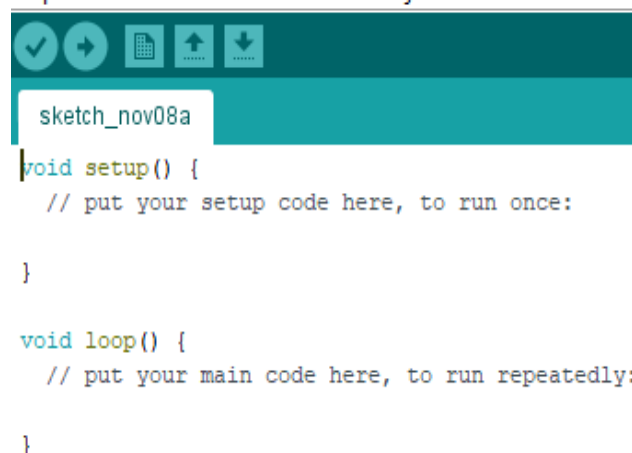 sketch_nov08a
void setup() {
  // put your setup code here, to run once:
}
void loop() {
  // put your main code here, to run repeatedly:
}